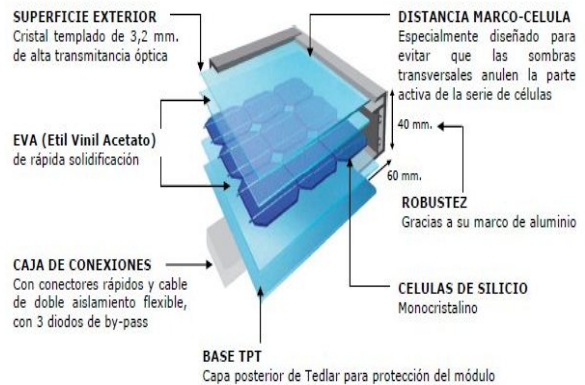 SUPERFICIE EXTERIOR
Cristal templado de 3,2 mm.
de alta transmitancia óptica
DISTANCIA MARCO-CELULA
Especialmente diseñado para
evitar que las sombras
transversales anulen la parte
activa de la serie de células
EVA (Etil Vinil Acetato)
de rápida solidificación
40 mm.
60 mm.
ROBUSTEZ
Gracias a su marco de aluminio
CAJA DE CONEXIONES
Con conectores rápidos y cable
de doble aislamiento flexible,
con 3 diodos de by-pass
CELULAS DE SILICIO
Monocristalino
BASE TPT
Capa posterior de Tedlar para protección del módulo